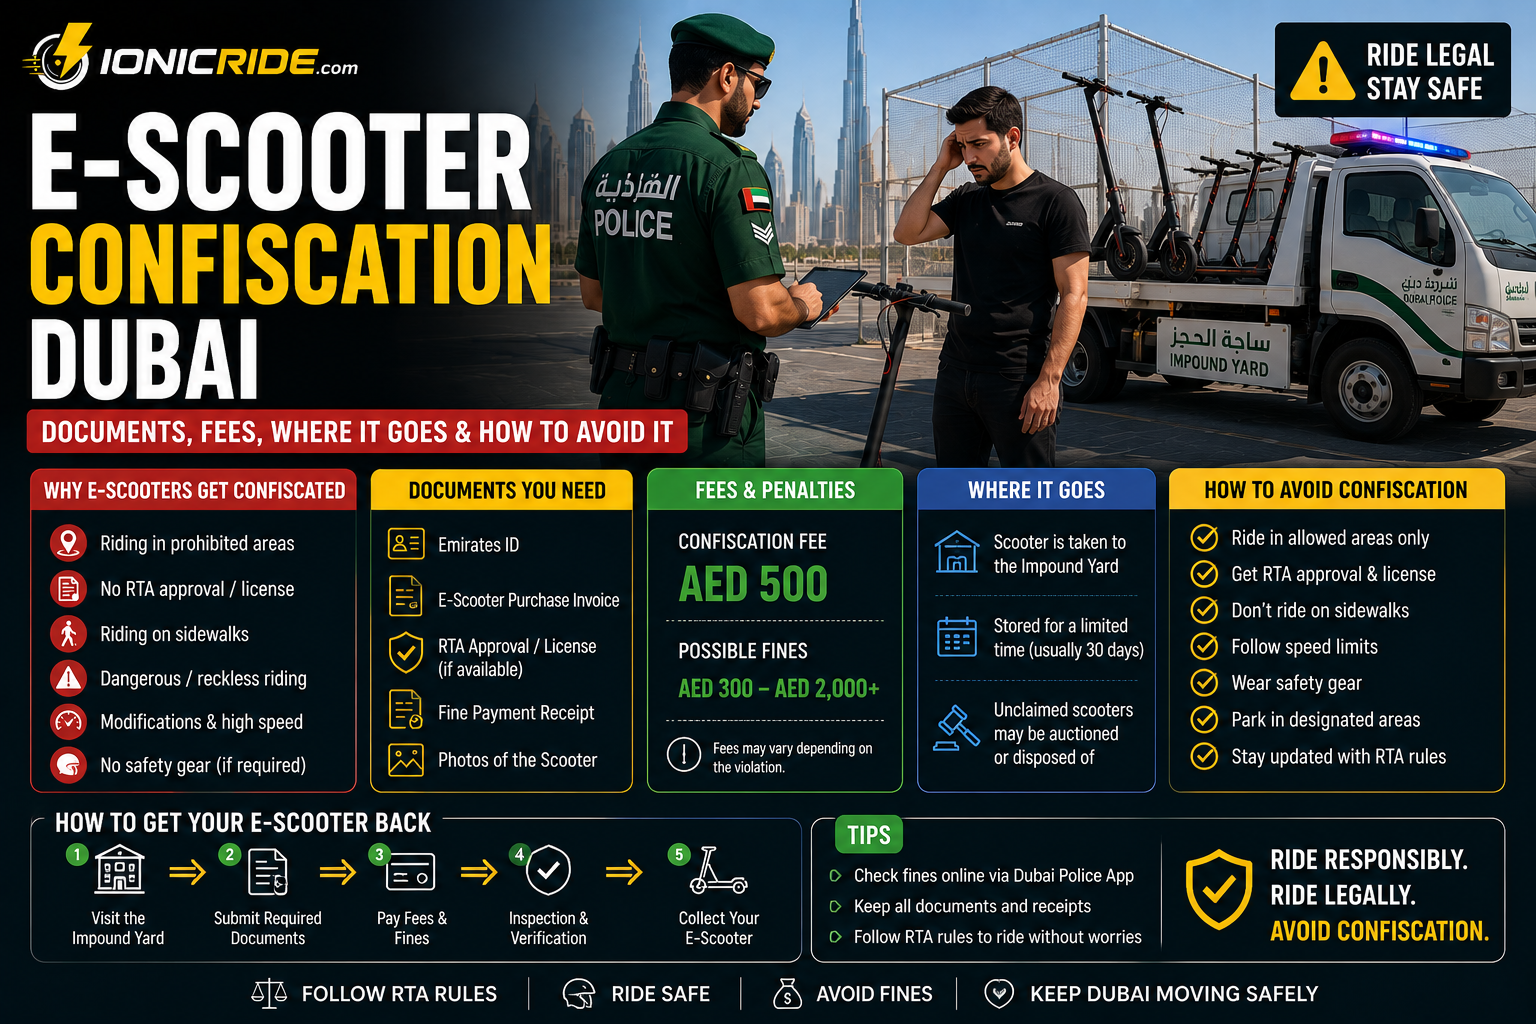 IONICRIDE.com
RIDE LEGAL
STAY SAFE
E-SCOOTER
CONFISCATION
DUBAI
DOCUMENTS, FEES, WHERE IT GOES & HOW TO AVOID IT
POLICE
ساحة الحجز
IMPOUND YARD
WHY E-SCOOTERS GET CONFISCATED
Riding in prohibited areas
No RTA approval / license
Riding on sidewalks
Dangerous / reckless riding
Modifications & high speed
No safety gear (if required)
DOCUMENTS YOU NEED
Emirates ID
E-Scooter Purchase Invoice
RTA Approval / License
(if available)
Fine Payment Receipt
Photos of the Scooter
FEES & PENALTIES
CONFISCATION FEE
AED 500
POSSIBLE FINES
AED 300 – AED 2,000+
Fees may vary depending on
the violation.
WHERE IT GOES
Scooter is taken to
the Impound Yard
Stored for a limited
time (usually 30 days)
Unclaimed scooters
may be auctioned
or disposed of
HOW TO AVOID CONFISCATION
Ride in allowed areas only
Get RTA approval & license
Don't ride on sidewalks
Follow speed limits
Wear safety gear
Park in designated areas
Stay updated with RTA rules
HOW TO GET YOUR E-SCOOTER BACK
1
Visit the
Impound Yard
2
Submit Required
Documents
3
Pay Fees &
Fines
4
Inspection &
Verification
5
Collect Your
E-Scooter
TIPS
Check fines online via Dubai Police App
Keep all documents and receipts
Follow RTA rules to ride without worries
RIDE RESPONSIBLY.
RIDE LEGALLY.
AVOID CONFISCATION.
FOLLOW RTA RULES
RIDE SAFE
AVOID FINES
KEEP DUBAI MOVING SAFELY